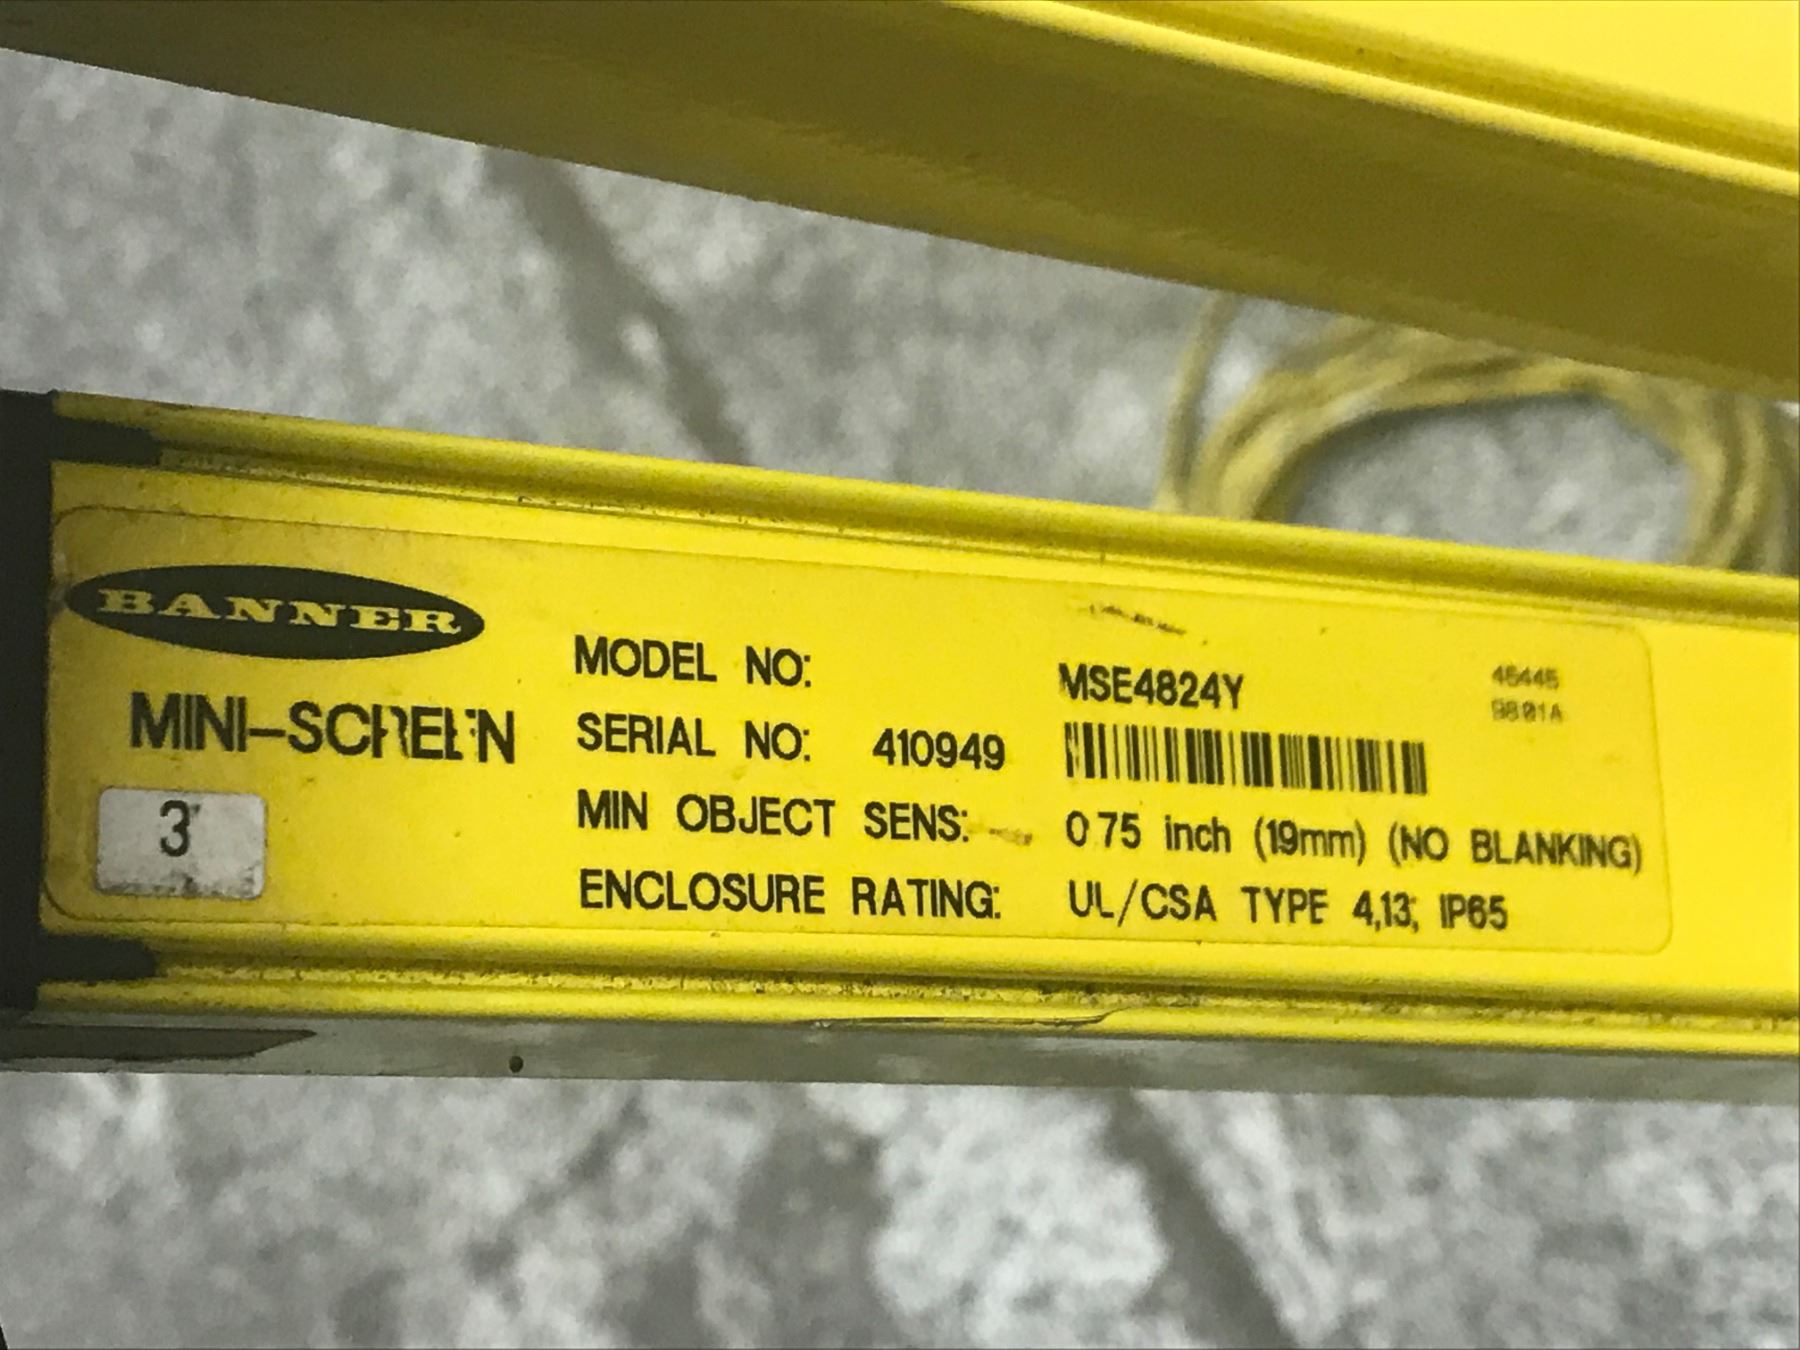 BANNER
MINI-SCREEN
3"
MODEL NO: MSE4824Y
SERIAL NO: 410949
MIN OBJECT SENS: 0.75 inch (19mm) (NO BLANKING)
ENCLOSURE RATING: UL/CSA TYPE 4,13; IP65
9801A